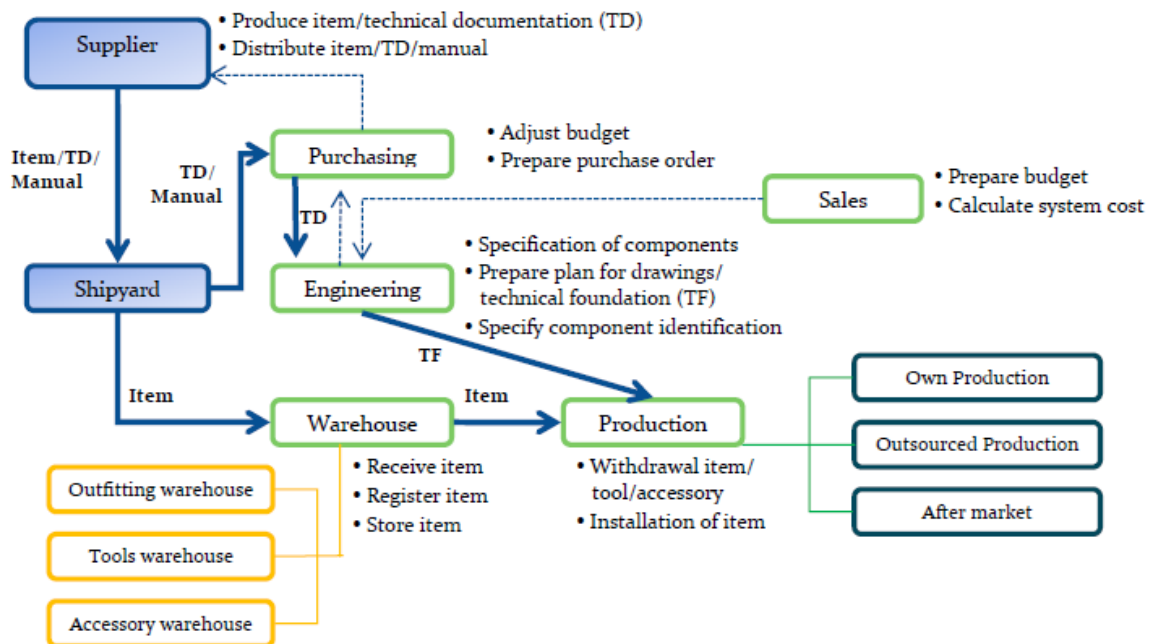 • Produce item/technical documentation (TD)
Supplier
• Distribute item/TD/manual
• Adjust budget
Purchasing
• Prepare purchase order
Item/TD/
Manual
TD/
Manual
• Prepare budget
Sales
• Calculate system cost
TD
• Specification of components
• Prepare plan for drawings/
technical foundation (TF)
• Specify component identification
Shipyard
Engineering
TF
Own Production
Item
Item
Warehouse
Production
Outsourced Production
• Receive item
• Register item
• Store item
• Withdrawal item/
tool/accessory
• Installation of item
After market
Outfitting warehouse
Tools warehouse
Accessory warehouse